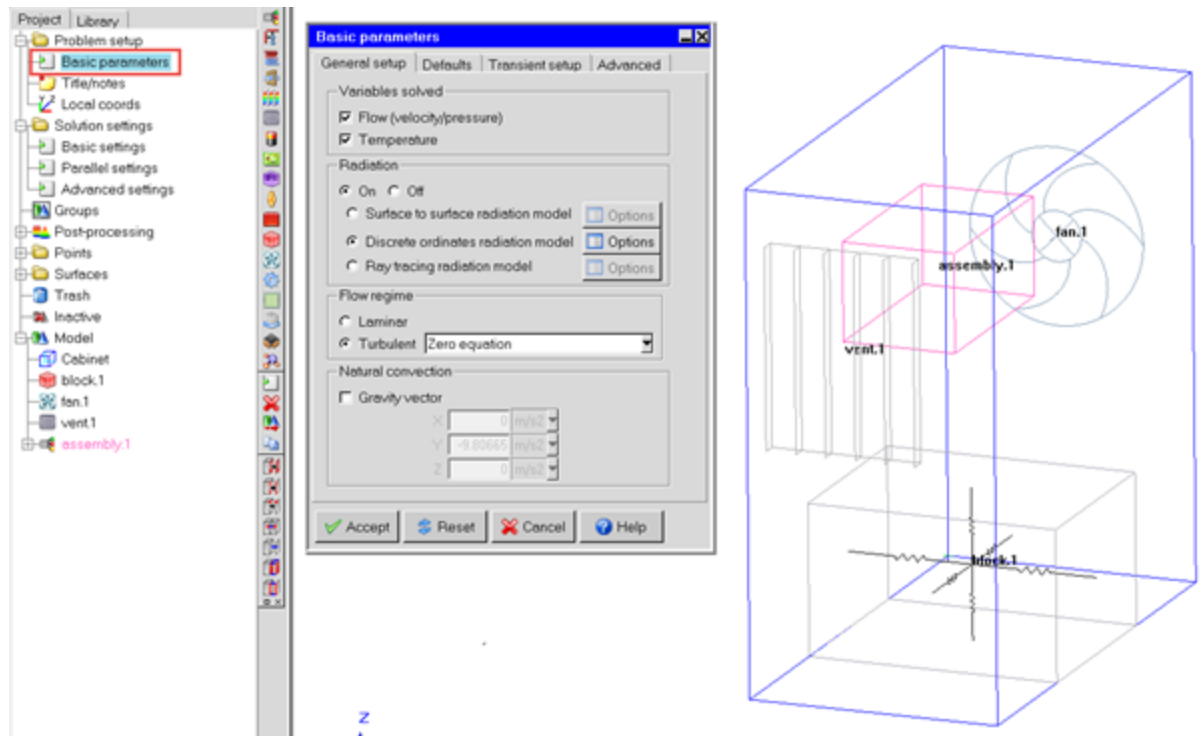 Project Library
Problem setup
Basic parameters
Title/notes
Local coords
Solution settings
Basic settings
Parallel settings
Advanced settings
Groups
Post-processing
Points
Surfaces
Trash
Inactive
Model
Cabinet
block.1
fan.1
vent.1
assembly.1
Basic parameters
General setup Defaults Transient setup Advanced
Variables solved
Flow (velocity/pressure)
Temperature
Radiation
On Off
Surface to surface radiation model Options
Discrete ordinates radiation model Options
Ray tracing radiation model Options
Flow regime
Laminar
Turbulent Zero equation
Natural convection
Gravity vector
X 0 m/s2
Y -9.80665 m/s2
Z 0 m/s2
Accept Reset Cancel Help
fan.1
assembly.1
vent.1
block.1
Z